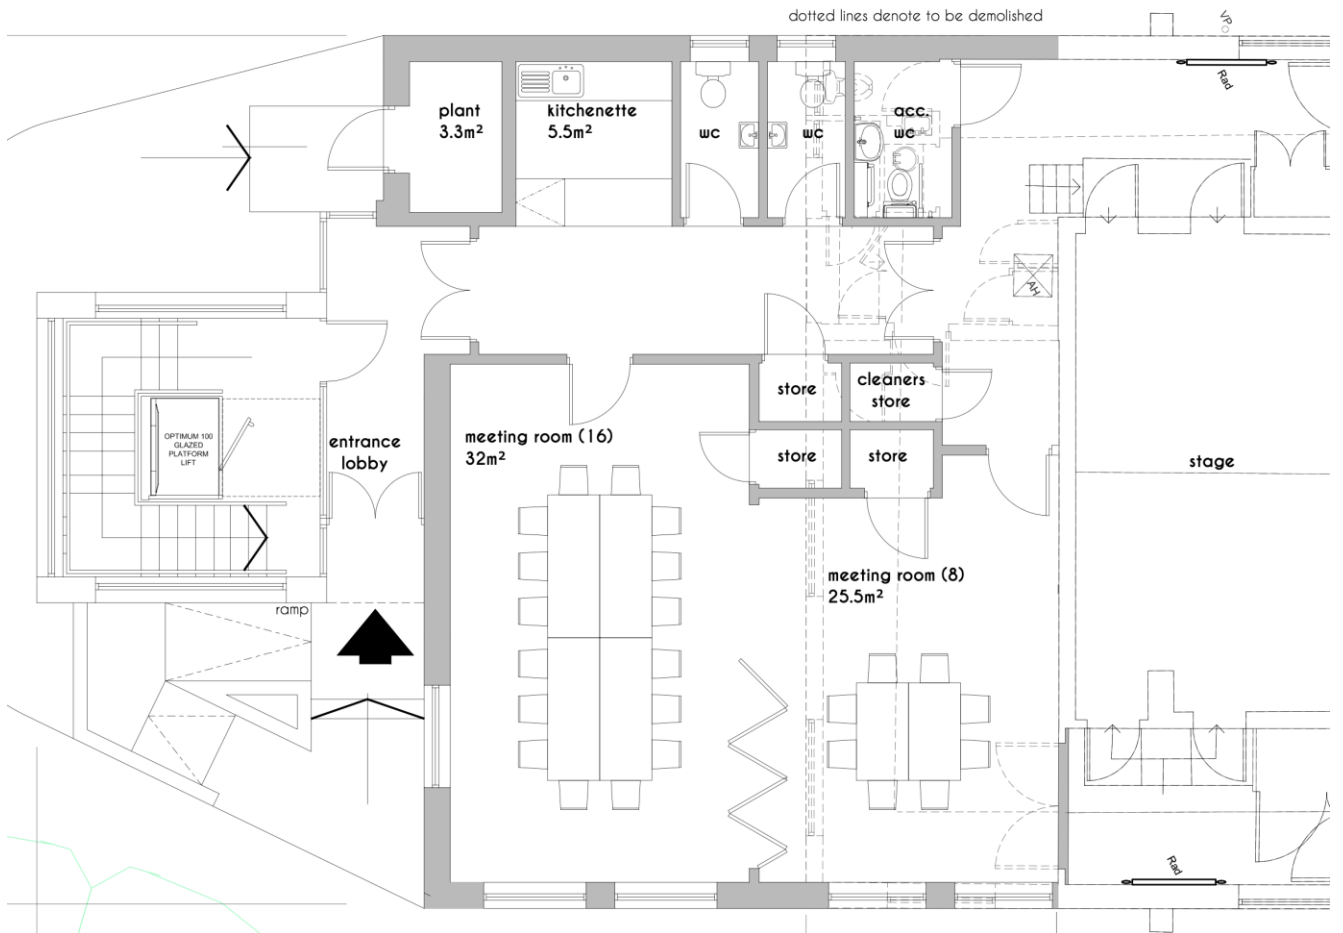 dotted lines denote to be demolished
VP
Rad
plant
3.3m²
kitchenette
5.5m²
wc
wc
acc.
wc
AH
OPTIMUM 100
GLAZED
PLATFORM
LIFT
entrance
lobby
meeting room (16)
32m²
store
cleaners
store
store
store
stage
meeting room (8)
25.5m²
ramp
Rad